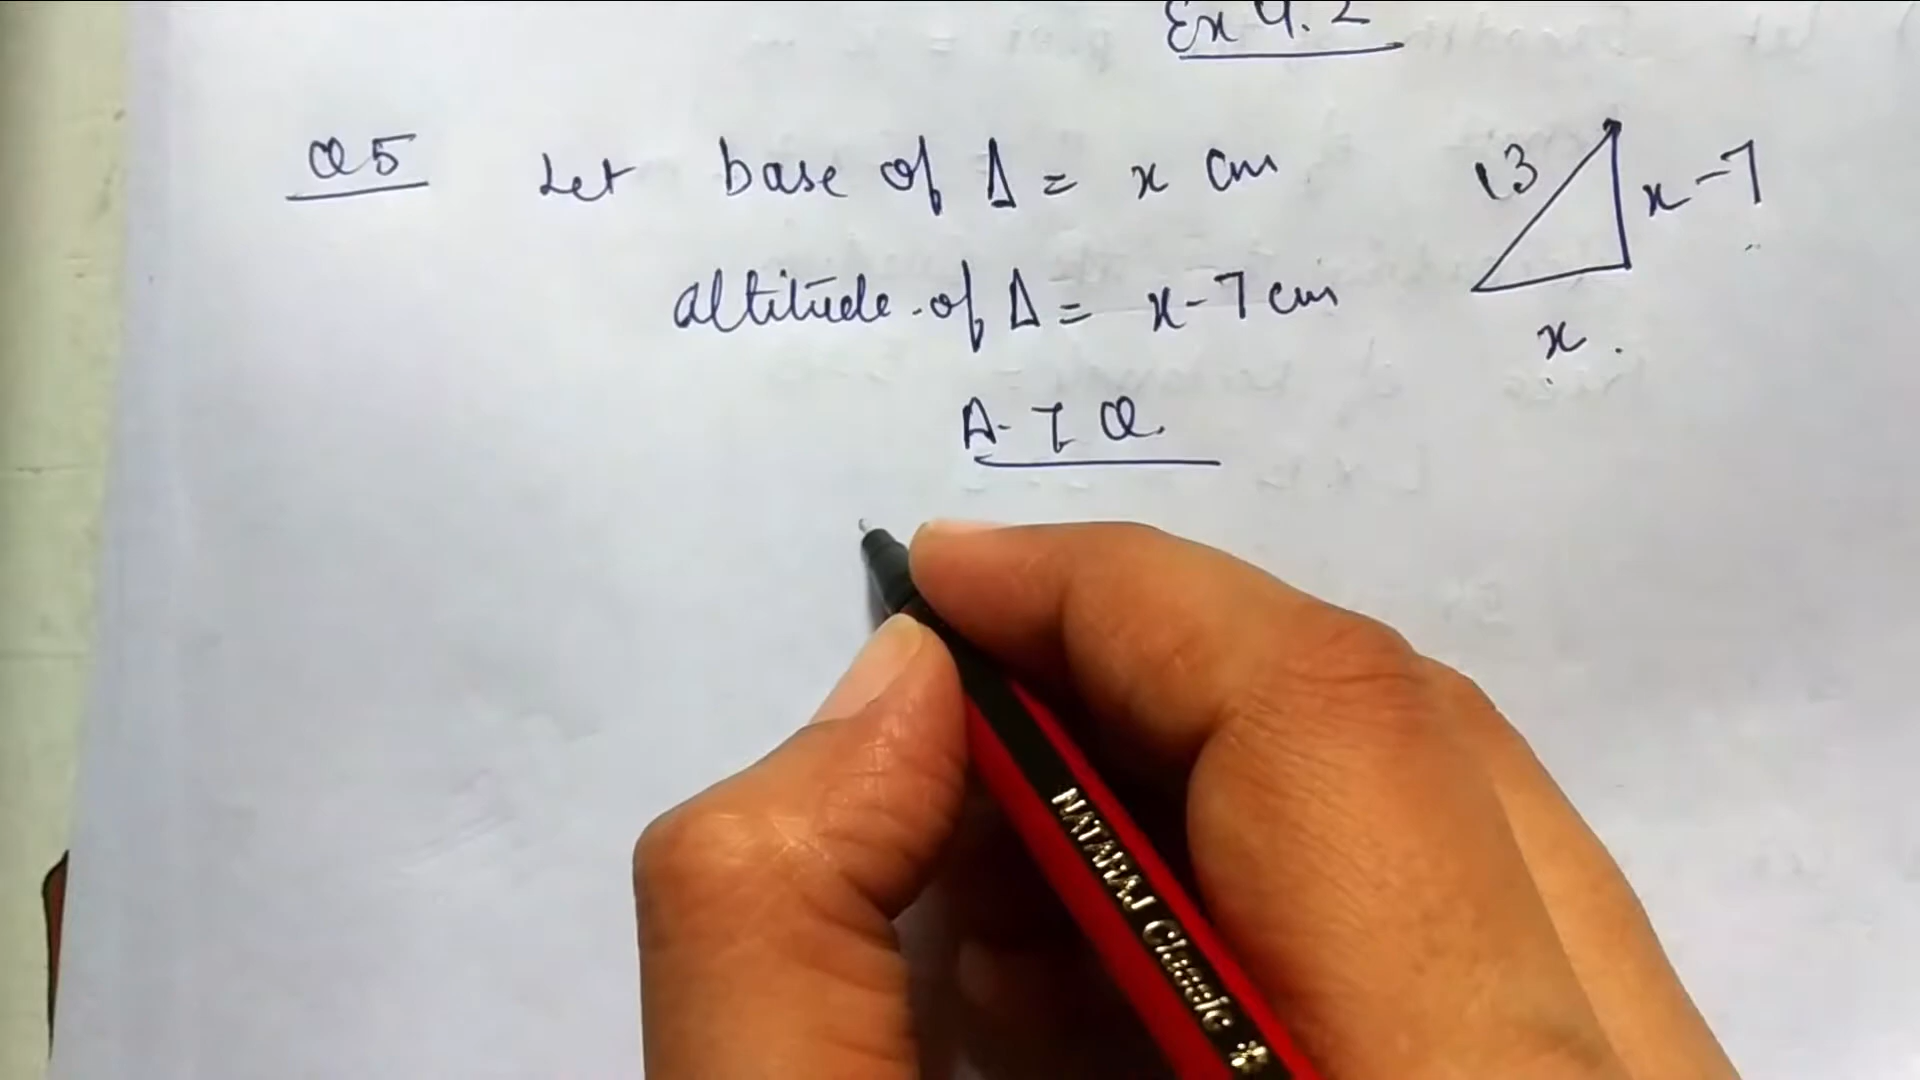 Ex 4.2
Q5 Let base of Δ = x cm
altitude of Δ = x-7 cm
13
x-7
x
A. T Q.
NATARAJ Classic